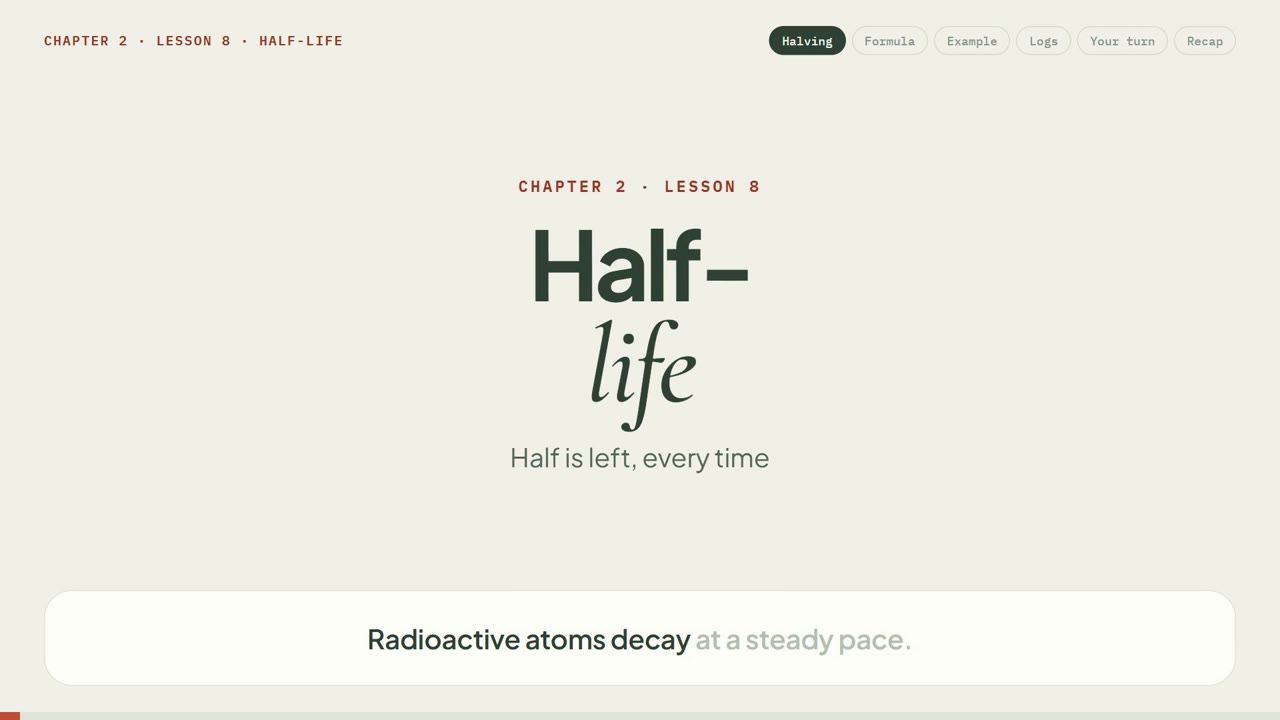 CHAPTER 2 · LESSON 8 · HALF-LIFE
Halving Formula Example Logs Your turn Recap
CHAPTER 2 · LESSON 8
Half-
life
Half is left, every time
Radioactive atoms decay at a steady pace.